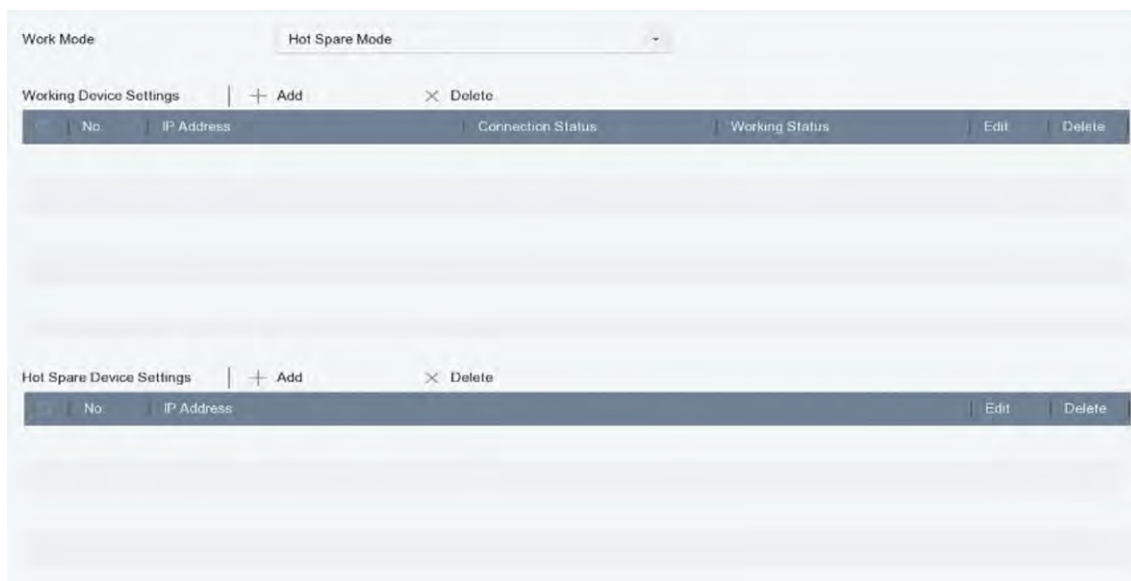 Work Mode Hot Spare Mode
Working Device Settings Add Delete
No. IP Address Connection Status Working Status Edit Delete
Hot Spare Device Settings Add Delete
No. IP Address Edit Delete